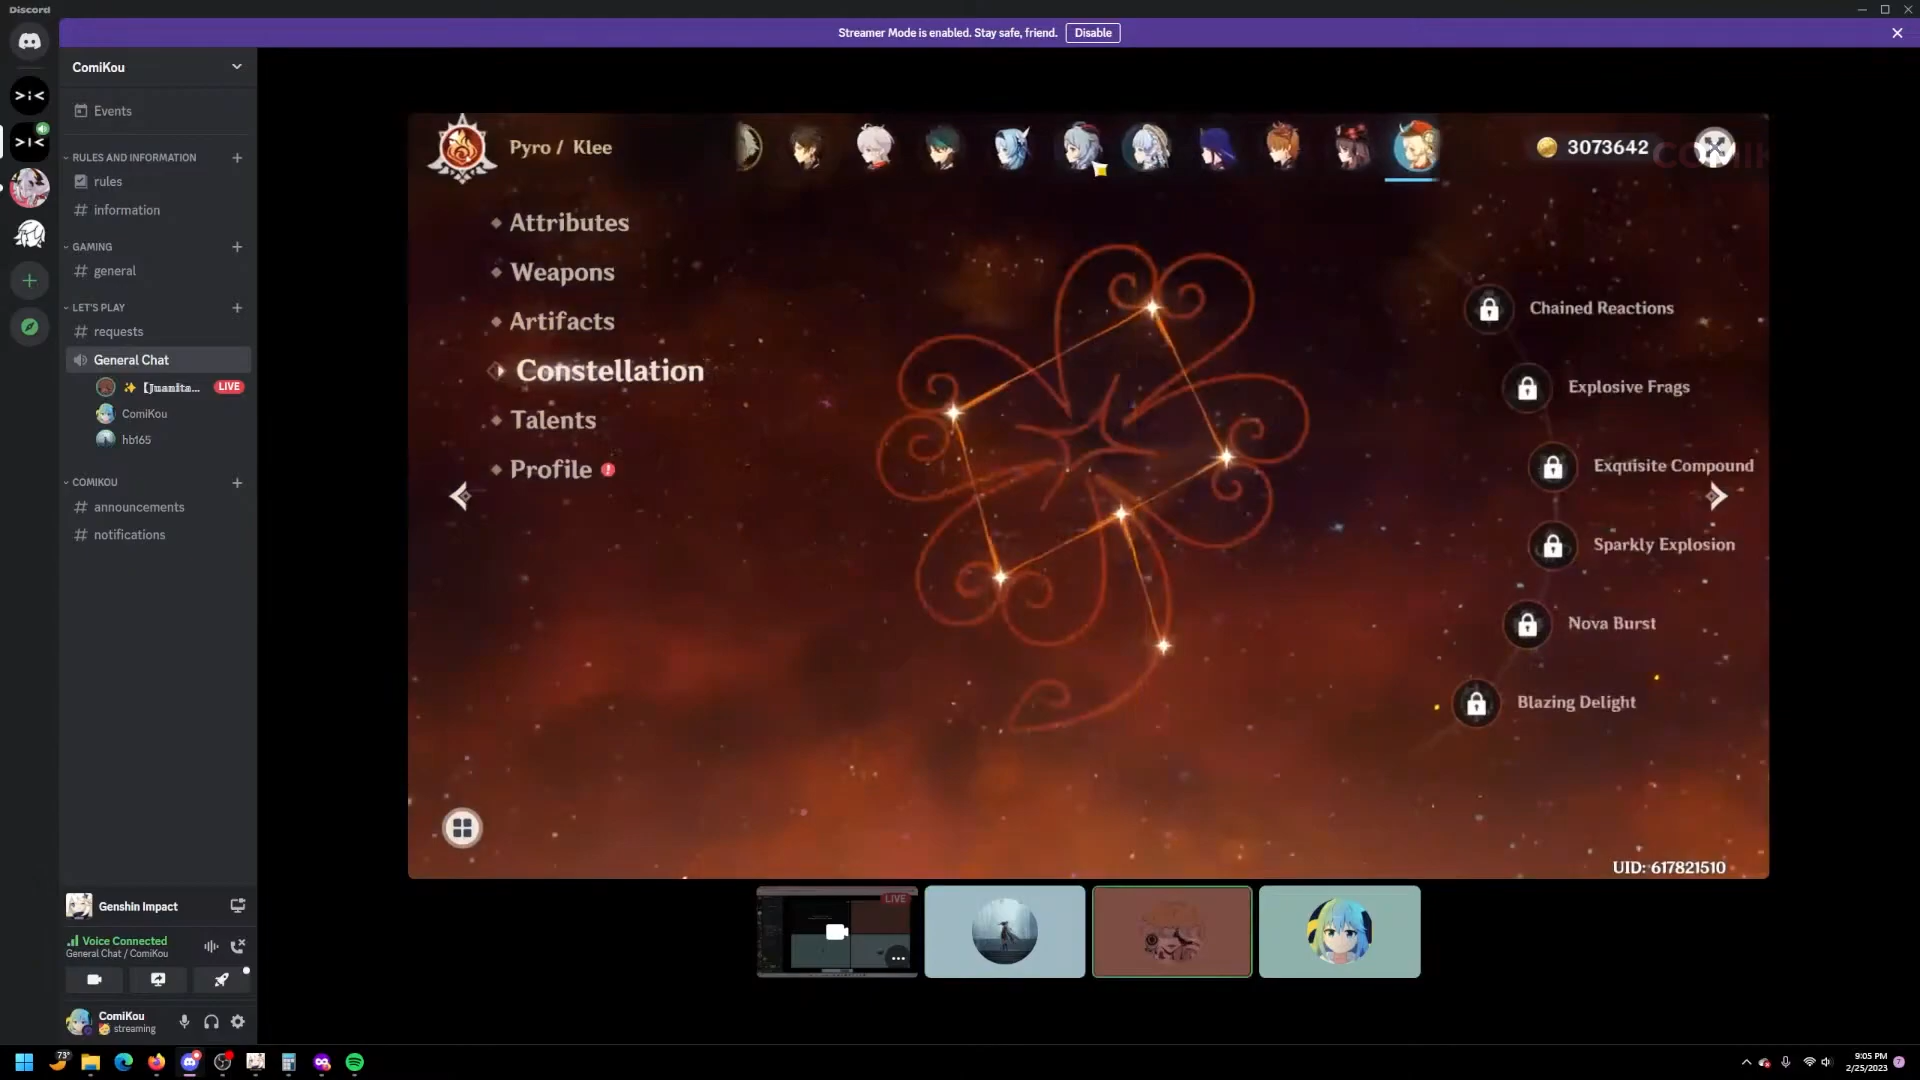 Discord
Streamer Mode is enabled. Stay safe, friend.
Disable
ComiKou
Events
RULES AND INFORMATION
rules
information
GAMING
general
LET'S PLAY
requests
General Chat
LIVE
ComiKou
hb165
COMIKOU
announcements
notifications
Genshin Impact
Voice Connected
General Chat / ComiKou
ComiKou
streaming
Pyro / Klee
3073642
Attributes
Weapons
Artifacts
Constellation
Talents
Profile
Chained Reactions
Explosive Frags
Exquisite Compound
Sparkly Explosion
Nova Burst
Blazing Delight
UID: 617821510
LIVE
73°
9:05 PM
2/25/2023
7